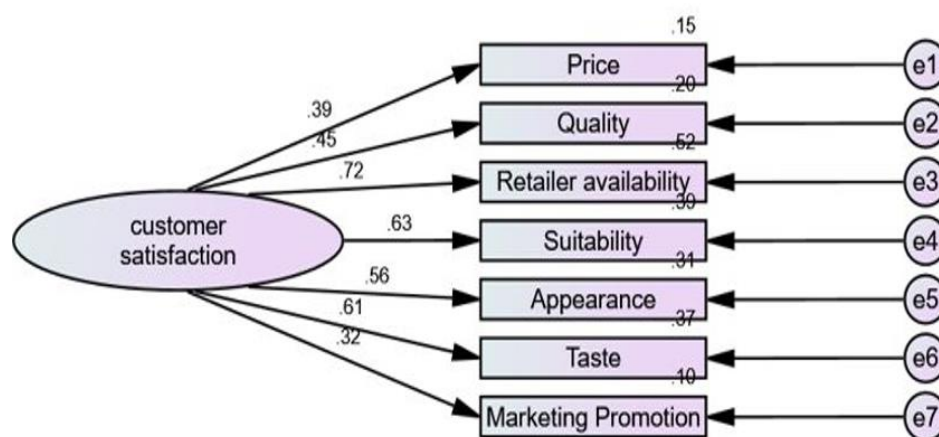 .15
Price
e1
.20
.39
Quality
e2
.45
.52
.72
Retailer availability
e3
.39
customer
satisfaction
.63
Suitability
e4
.31
.56
Appearance
e5
.37
.61
Taste
e6
.10
.32
Marketing Promotion
e7